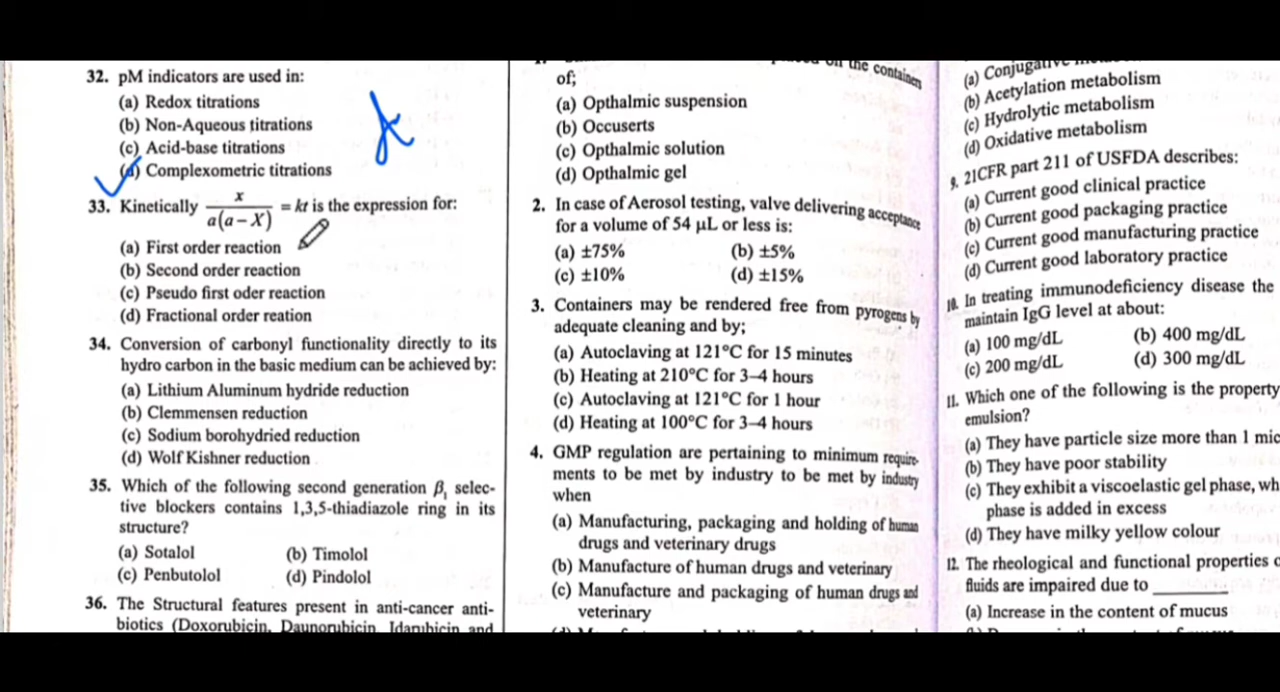 32. pM indicators are used in:
(a) Redox titrations
(b) Non-Aqueous titrations
(c) Acid-base titrations
(d) Complexometric titrations
33. Kinetically x / a(a – X) = kt is the expression for:
(a) First order reaction
(b) Second order reaction
(c) Pseudo first oder reaction
(d) Fractional order reation
34. Conversion of carbonyl functionality directly to its
hydro carbon in the basic medium can be achieved by:
(a) Lithium Aluminum hydride reduction
(b) Clemmensen reduction
(c) Sodium borohydried reduction
(d) Wolf Kishner reduction
35. Which of the following second generation β1 selec-
tive blockers contains 1,3,5-thiadiazole ring in its
structure?
(a) Sotalol (b) Timolol
(c) Penbutolol (d) Pindolol
36. The Structural features present in anti-cancer anti-
biotics (Doxorubicin, Daunorubicin, Idarubicin and
on the containers
of;
(a) Opthalmic suspension
(b) Occuserts
(c) Opthalmic solution
(d) Opthalmic gel
2. In case of Aerosol testing, valve delivering acceptance
for a volume of 54 μL or less is:
(a) ±75% (b) ±5%
(c) ±10% (d) ±15%
3. Containers may be rendered free from pyrogens by
adequate cleaning and by;
(a) Autoclaving at 121°C for 15 minutes
(b) Heating at 210°C for 3–4 hours
(c) Autoclaving at 121°C for 1 hour
(d) Heating at 100°C for 3–4 hours
4. GMP regulation are pertaining to minimum require-
ments to be met by industry to be met by industry
when
(a) Manufacturing, packaging and holding of human
drugs and veterinary drugs
(b) Manufacture of human drugs and veterinary
(c) Manufacture and packaging of human drugs and
veterinary
(a) Conjugative
(b) Acetylation metabolism
(c) Hydrolytic metabolism
(d) Oxidative metabolism
9. 21CFR part 211 of USFDA describes:
(a) Current good clinical practice
(b) Current good packaging practice
(c) Current good manufacturing practice
(d) Current good laboratory practice
10. In treating immunodeficiency disease the
maintain IgG level at about:
(a) 100 mg/dL (b) 400 mg/dL
(c) 200 mg/dL (d) 300 mg/dL
11. Which one of the following is the property
emulsion?
(a) They have particle size more than 1 mic
(b) They have poor stability
(c) They exhibit a viscoelastic gel phase, wh
phase is added in excess
(d) They have milky yellow colour
12. The rheological and functional properties
fluids are impaired due to ______
(a) Increase in the content of mucus